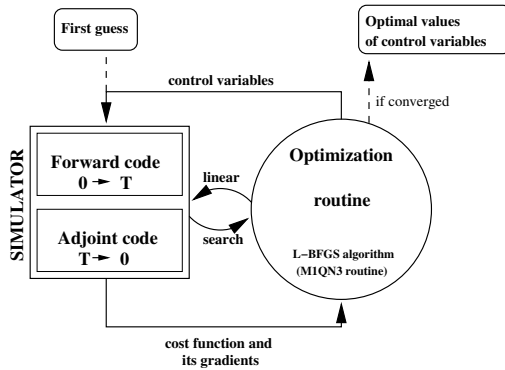 First guess
Optimal values
of control variables
control variables
if converged
SIMULATOR
Forward code
0 → T
Adjoint code
T → 0
linear
search
Optimization
routine
L−BFGS algorithm
(M1QN3 routine)
cost function and
its gradients